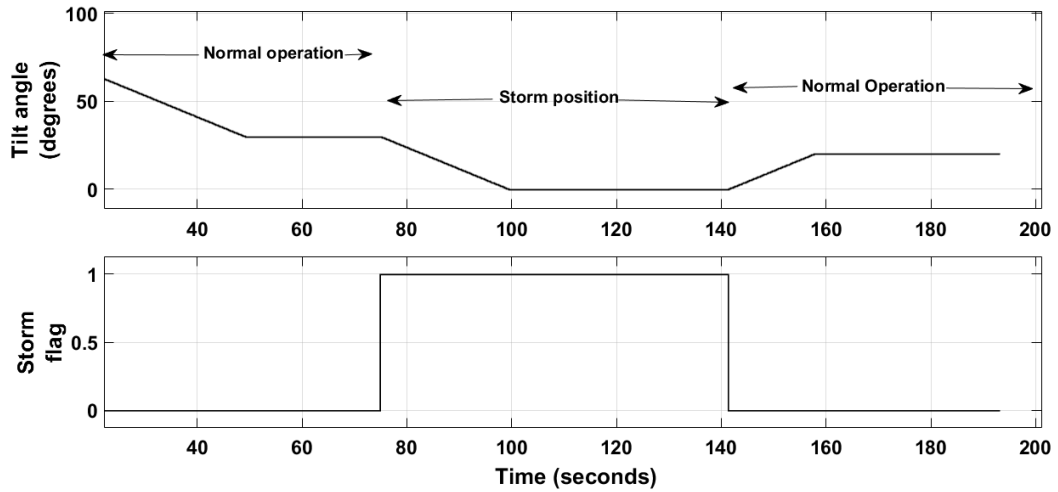 100
50
0
Tilt angle
(degrees)
Normal operation
Storm position
Normal Operation
40 60 80 100 120 140 160 180 200
1
0.5
0
Storm
flag
40 60 80 100 120 140 160 180 200
Time (seconds)